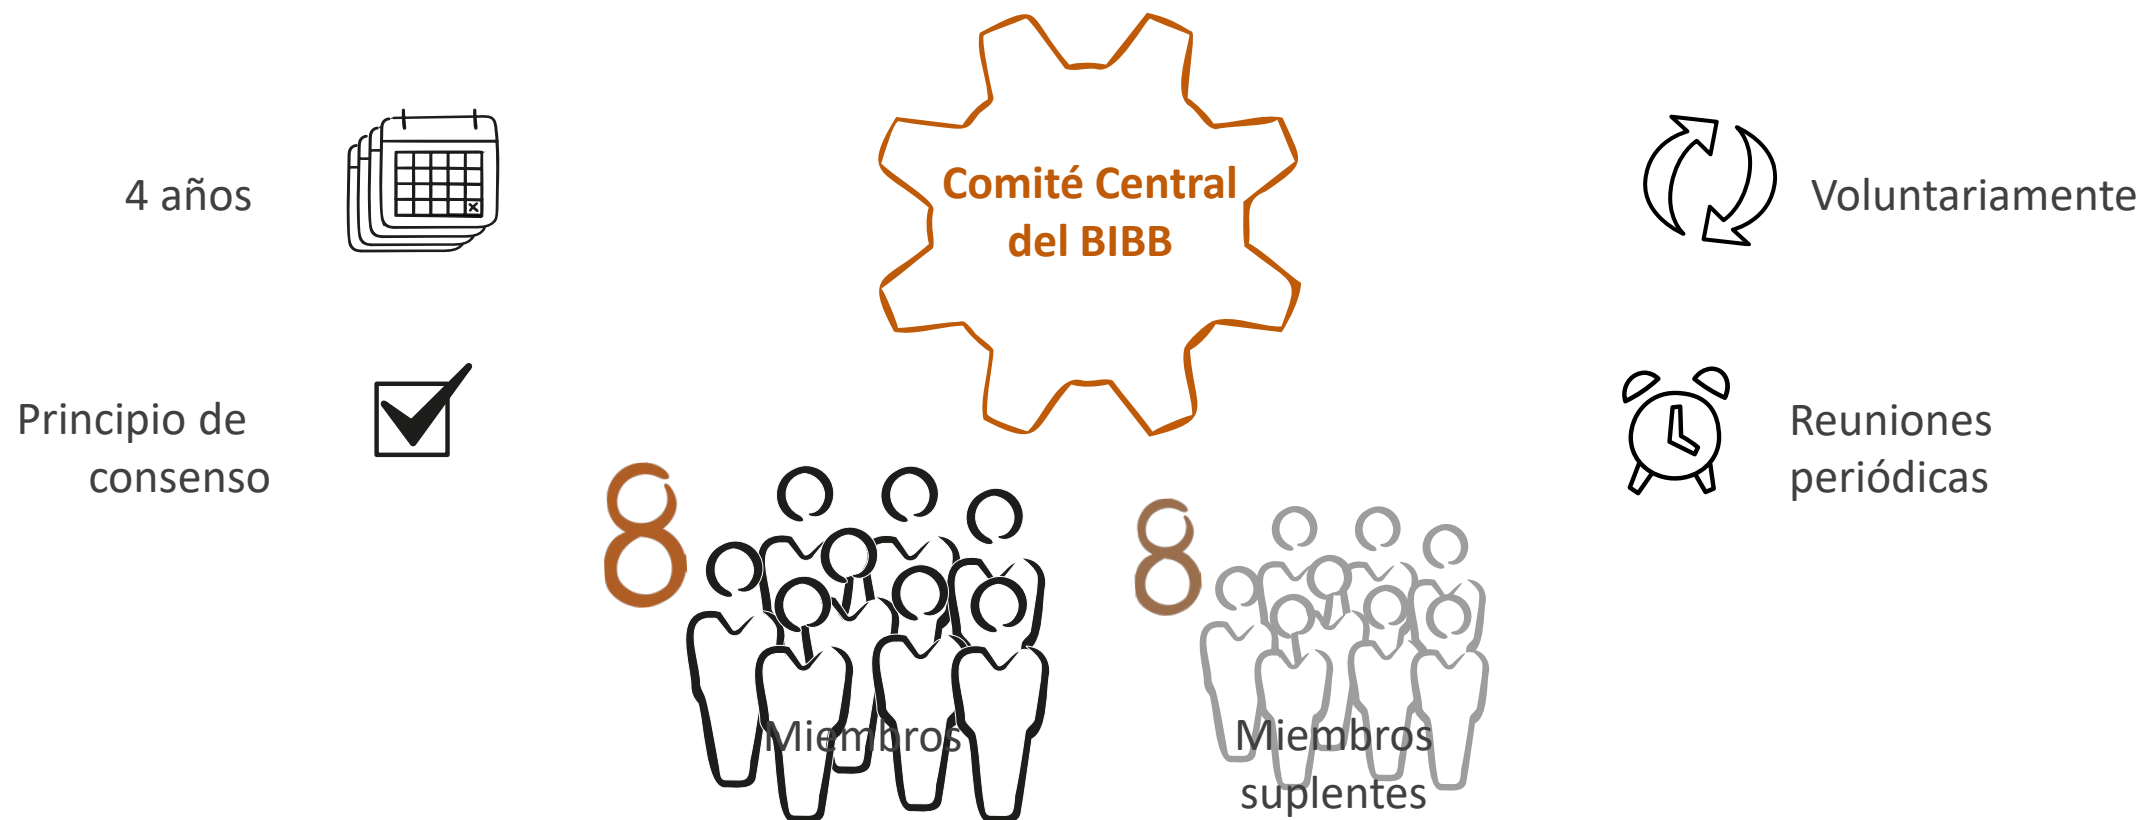 Comité Central
del BIBB
4 años
Voluntariamente
Principio de
consenso
Reuniones
periódicas
8
Miembros
8
Miembros
suplentes